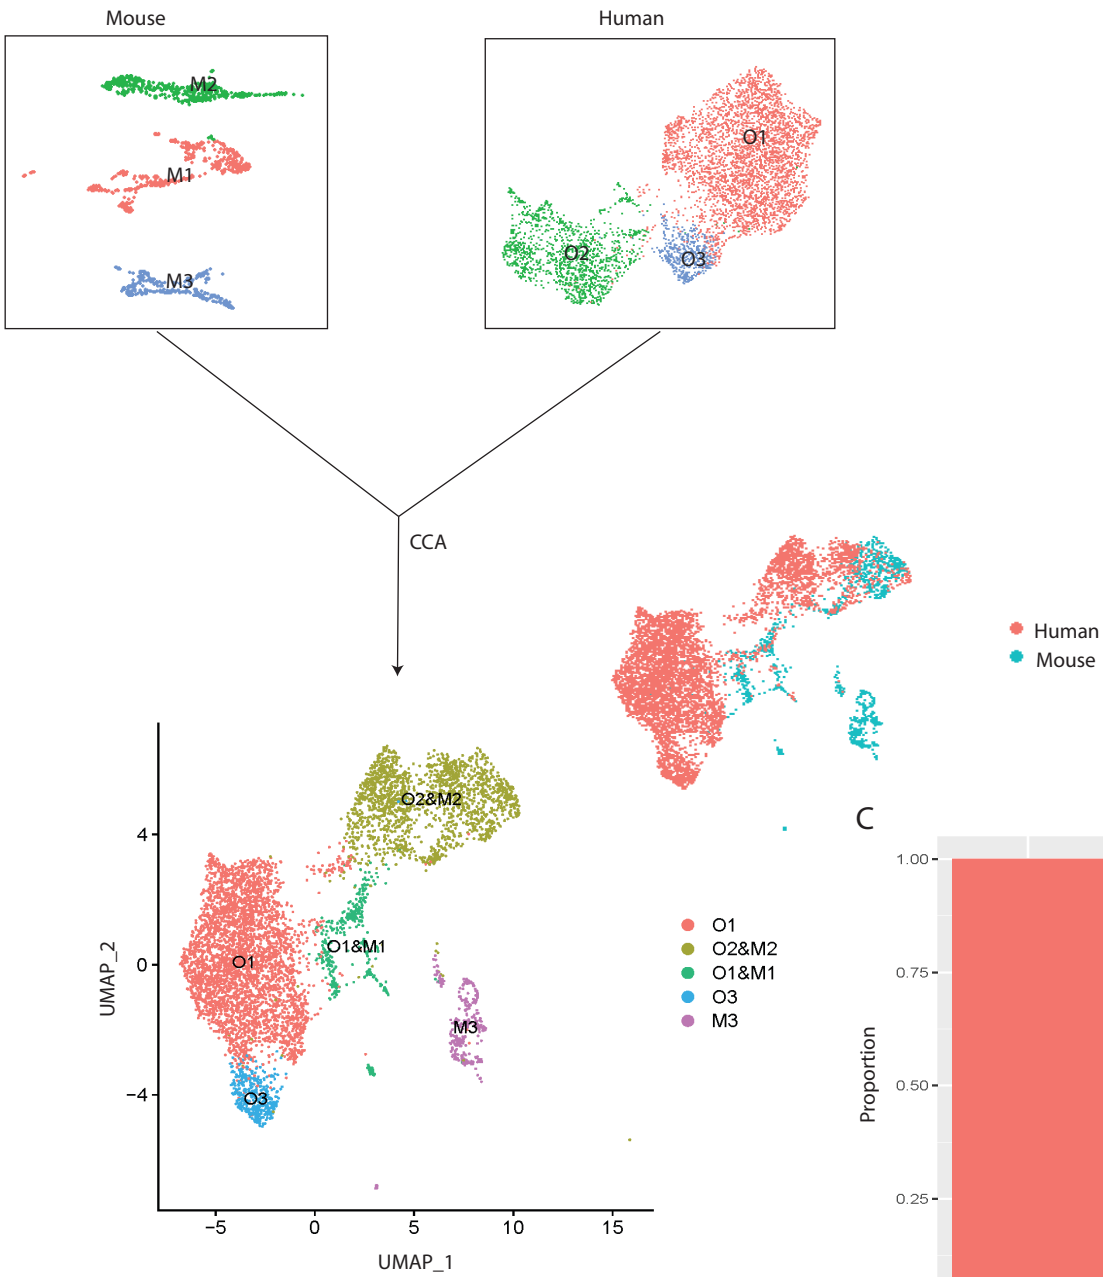 Mouse
Human
M2
M1
M3
O1
O2
O3
CCA
Human
Mouse
UMAP_2
4
0
−4
O2&M2
O1&M1
O1
M3
O3
O1
O2&M2
O1&M1
O3
M3
−5
0
5
10
15
UMAP_1
C
Proportion
1.00
0.75
0.50
0.25